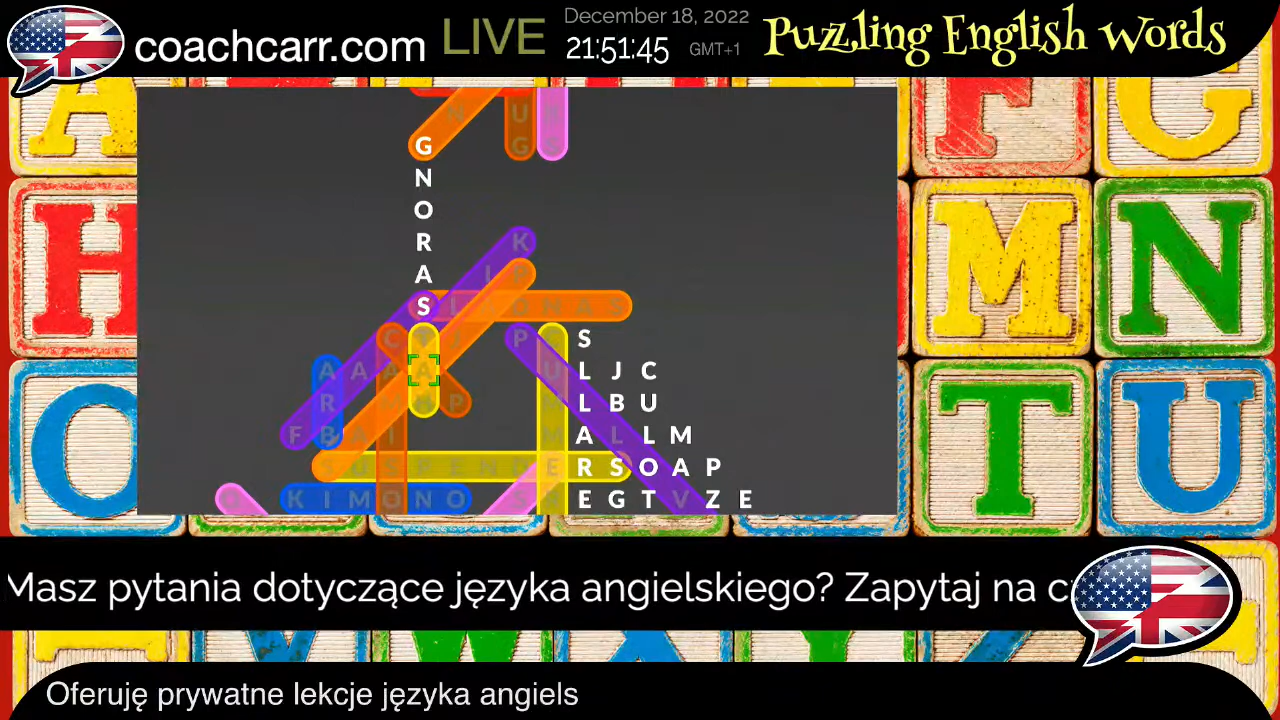 coachcarr.com
LIVE
December 18, 2022
21:51:45 GMT+1
Puzzling English Words
N U
G G
N
O
R K
A
S I O M A S
C P S
A A A A U L J C
R P L B U
F B A I A L L M
S U S P E N D E R S O A P
O K I M O N O S E G T V Z E
A
F
G
H
M
N
O
T
U
Masz pytania dotyczące języka angielskiego? Zapytaj na c
Oferuję prywatne lekcje języka angiels